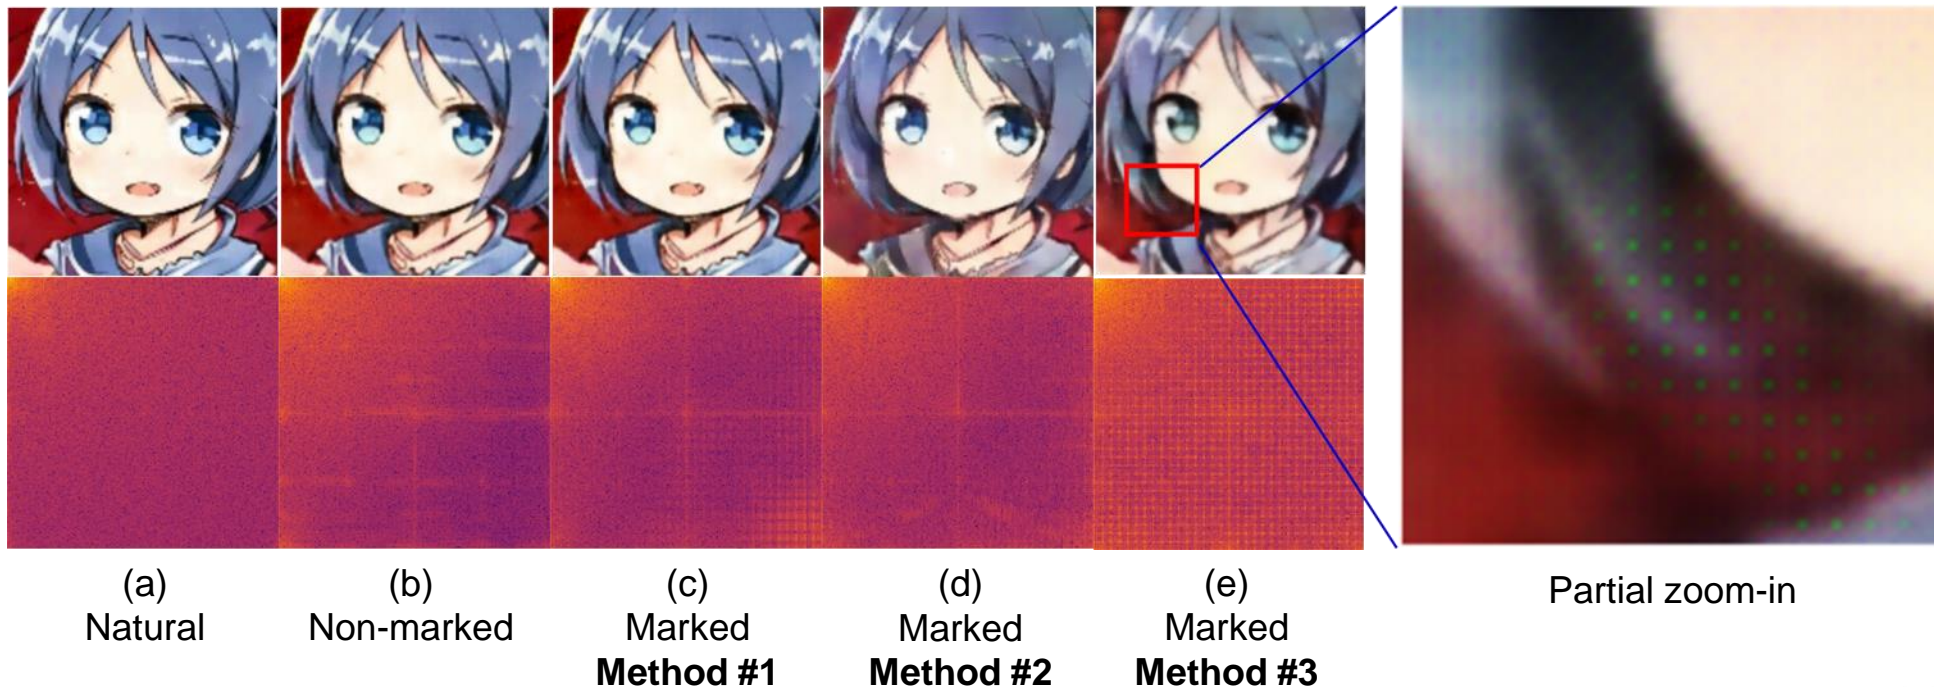 (a)
Natural
(b)
Non-marked
(c)
Marked
Method #1
(d)
Marked
Method #2
(e)
Marked
Method #3
Partial zoom-in